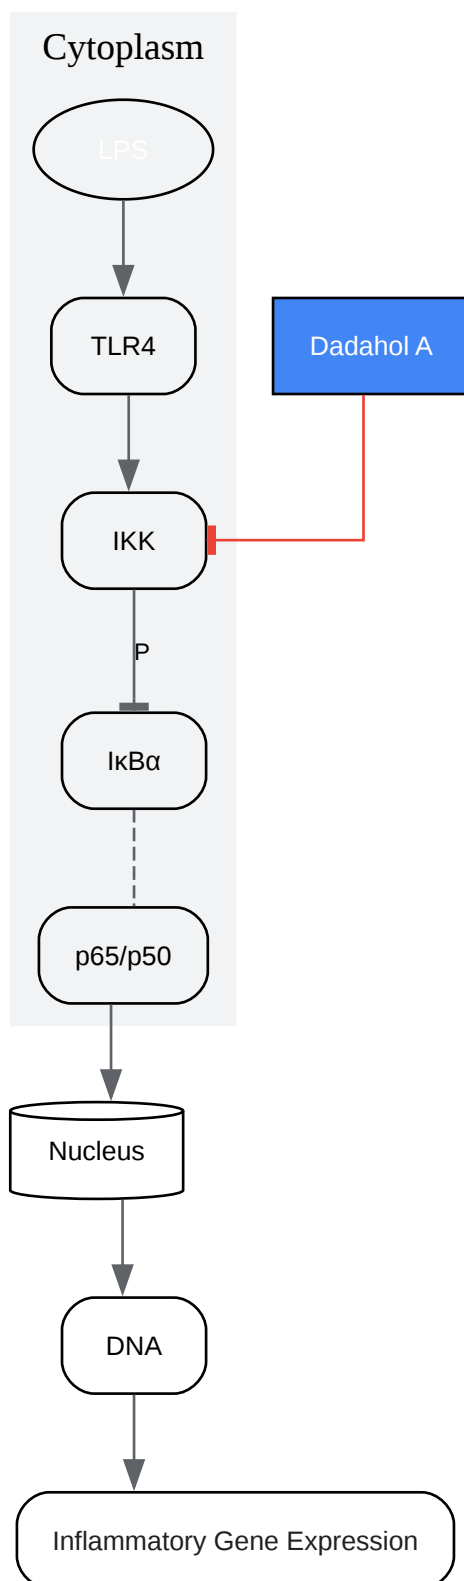 Cytoplasm
LPS
TLR4
Dadahol A
IKK
P
IκBα
p65/p50
Nucleus
DNA
Inflammatory Gene Expression